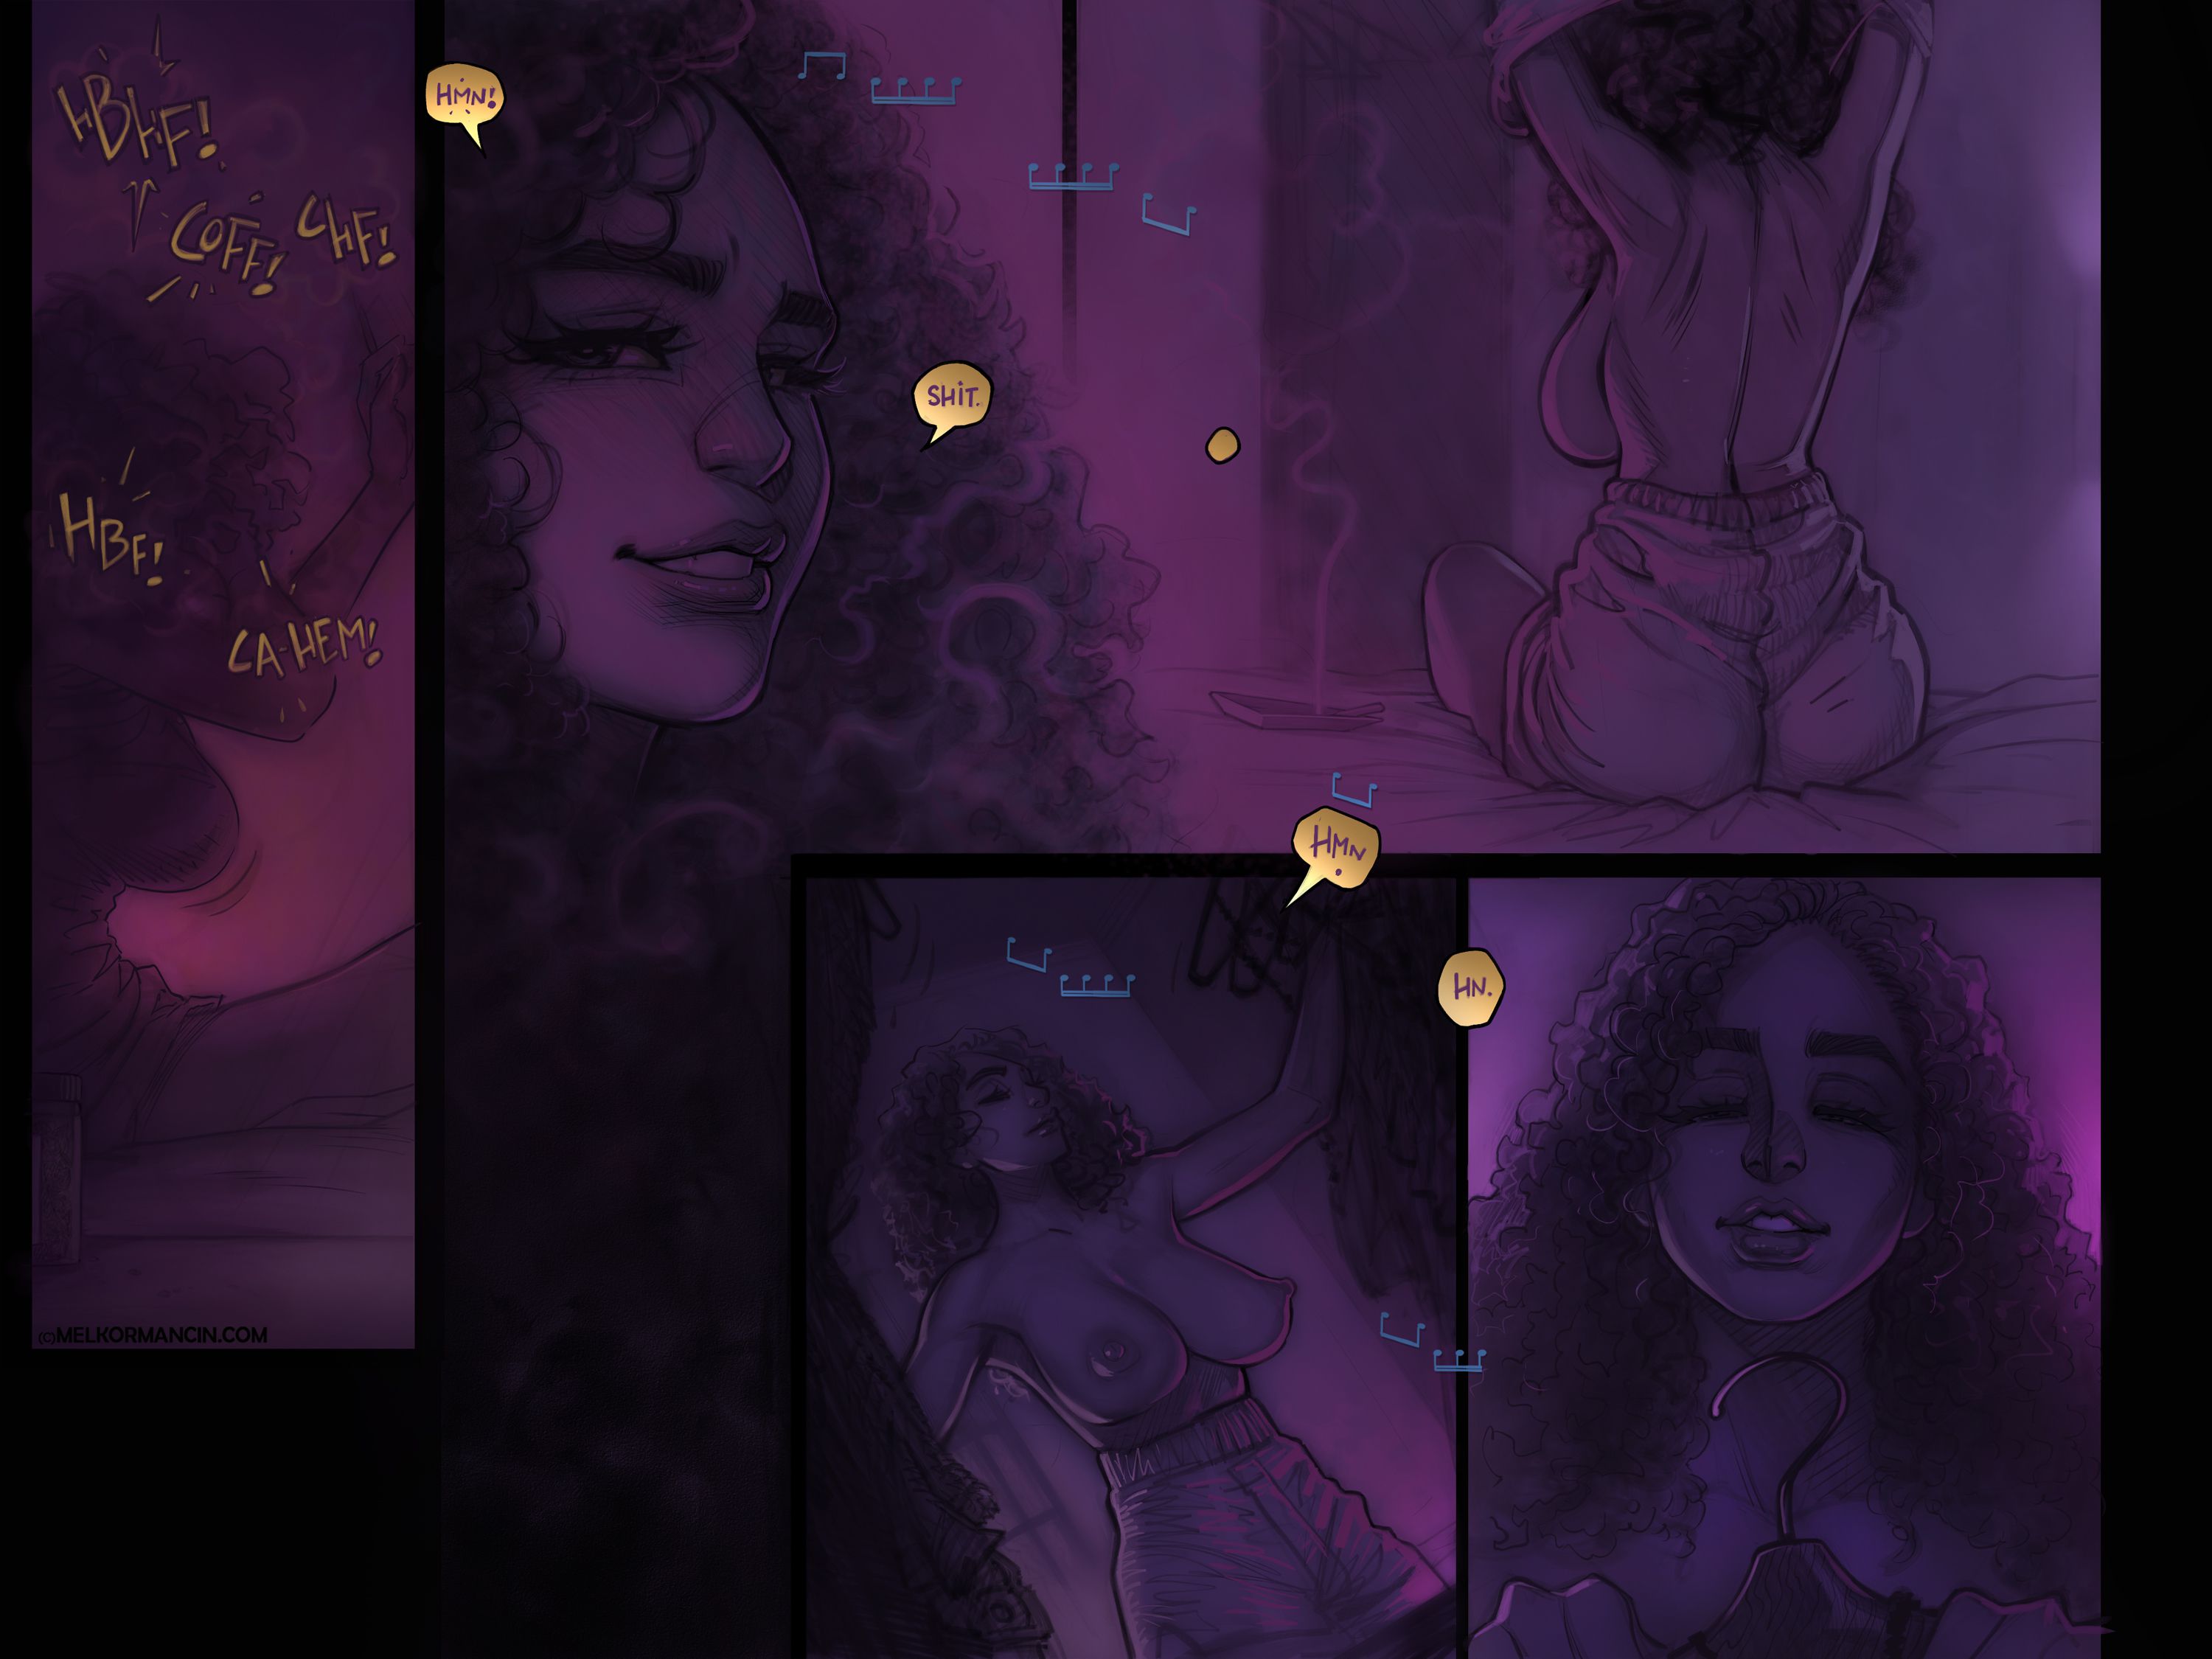 HBHF!
COFF!
CHF!
HBF!
CA-HEM!
(C)MELKORMANCIN.COM
HMN!
SHIT.
HMN
HN.